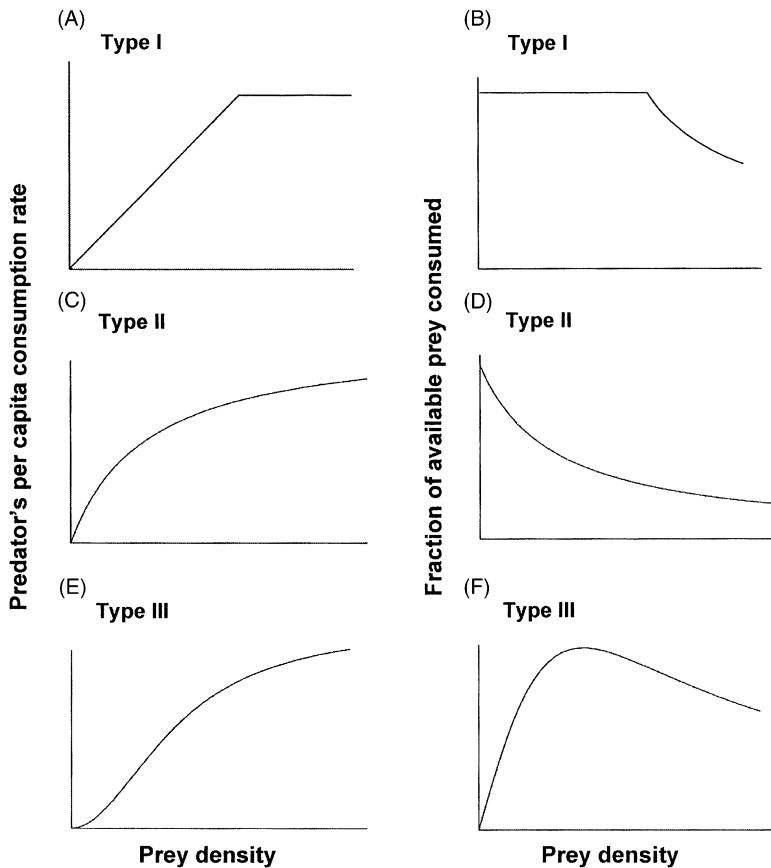 (A)
Type I
(B)
Type I
(C)
Type II
(D)
Type II
(E)
Type III
(F)
Type III
Predator's per capita consumption rate
Fraction of available prey consumed
Prey density
Prey density